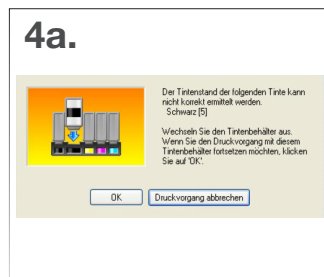 4a.
Der Tintenstand der folgenden Tinte kann
nicht korrekt ermittelt werden.
Schwarz [5]
Wechseln Sie den Tintenbehälter aus.
Wenn Sie den Druckvorgang mit diesem
Tintenbehälter fortsetzen möchten, klicken
Sie auf 'OK'.
OK
Druckvorgang abbrechen